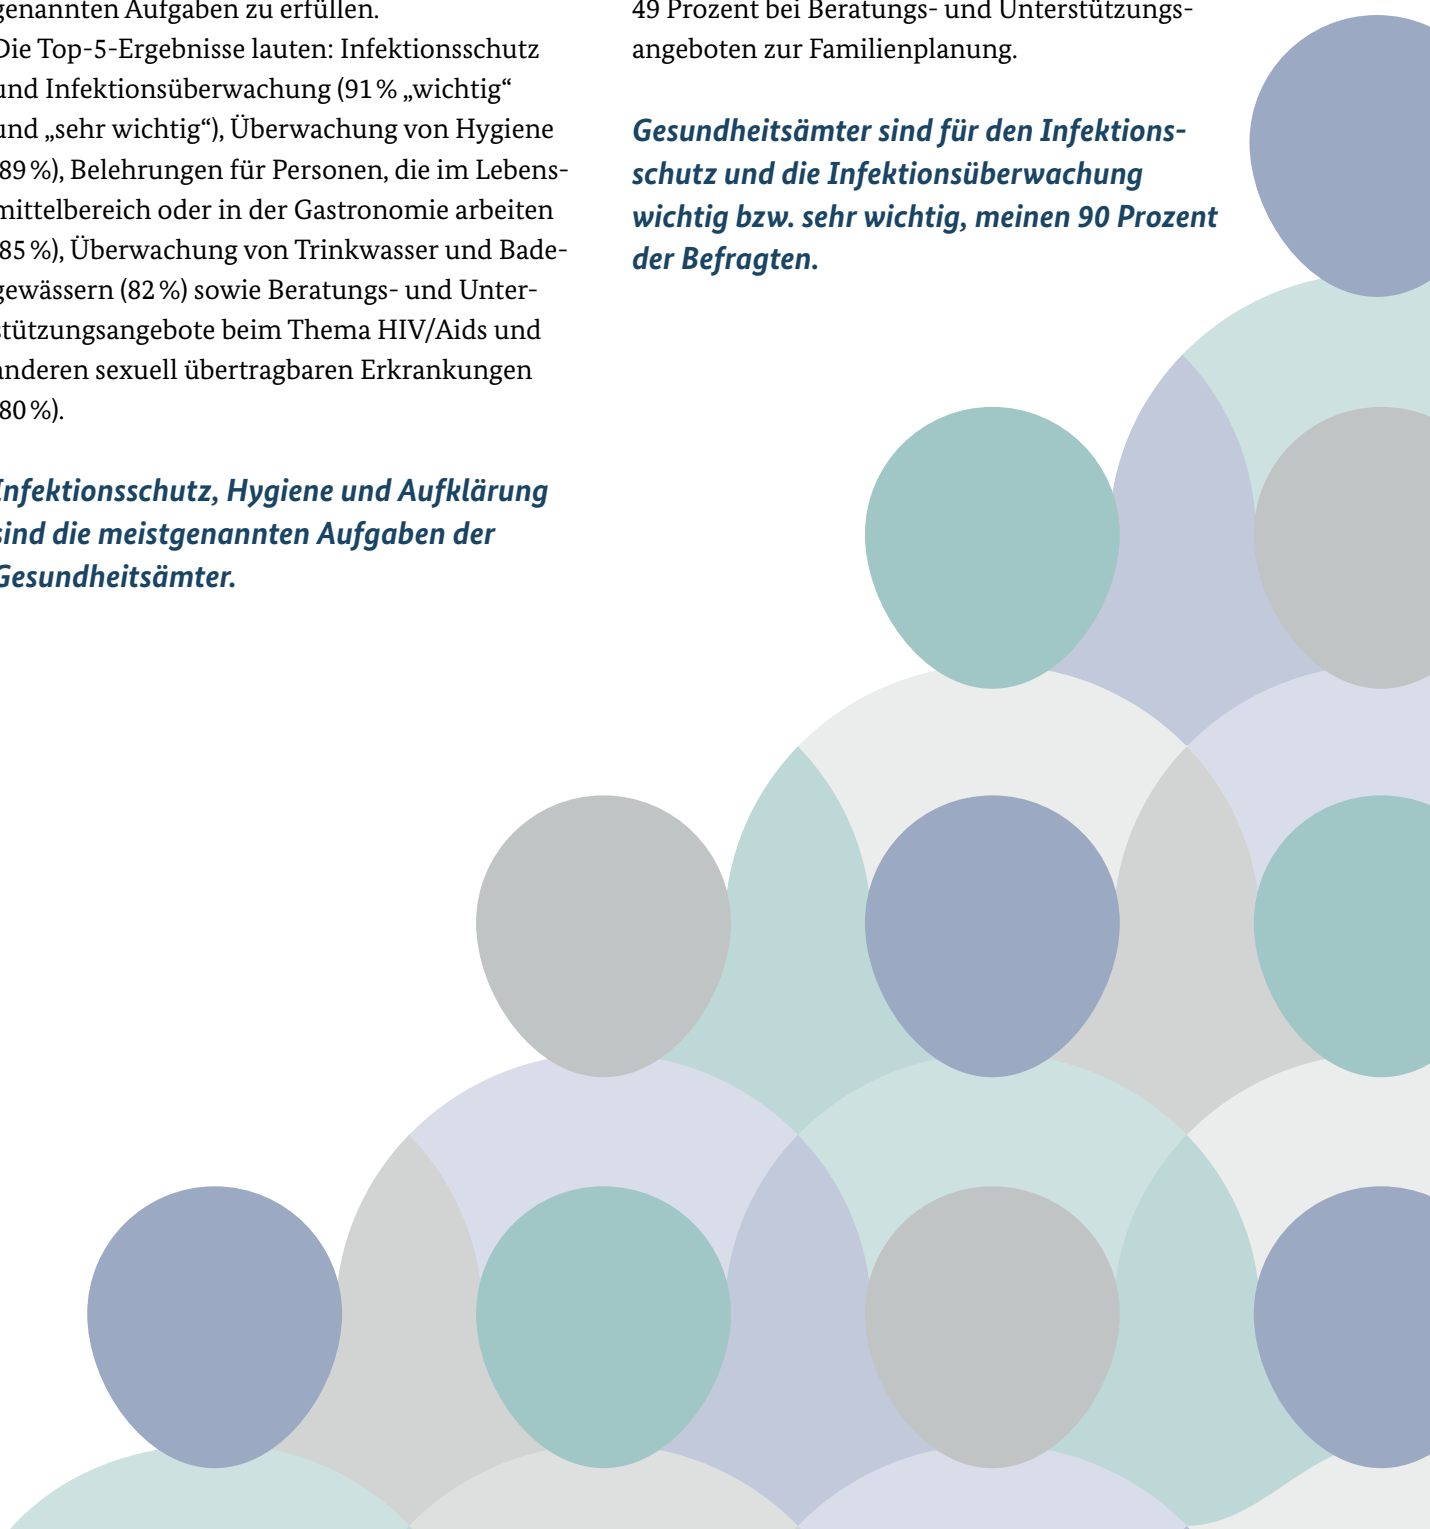 genannten Aufgaben zu erfüllen.
Die Top-5-Ergebnisse lauten: Infektionsschutz
und Infektionsüberwachung (91 % „wichtig“
und „sehr wichtig“), Überwachung von Hygiene
(89 %), Belehrungen für Personen, die im Lebens-
mittelbereich oder in der Gastronomie arbeiten
(85 %), Überwachung von Trinkwasser und Bade-
gewässern (82 %) sowie Beratungs- und Unter-
stützungsangebote beim Thema HIV/Aids und
anderen sexuell übertragbaren Erkrankungen
(80 %).
Infektionsschutz, Hygiene und Aufklärung
sind die meistgenannten Aufgaben der
Gesundheitsämter.
49 Prozent bei Beratungs- und Unterstützungs-
angeboten zur Familienplanung.
Gesundheitsämter sind für den Infektions-
schutz und die Infektionsüberwachung
wichtig bzw. sehr wichtig, meinen 90 Prozent
der Befragten.